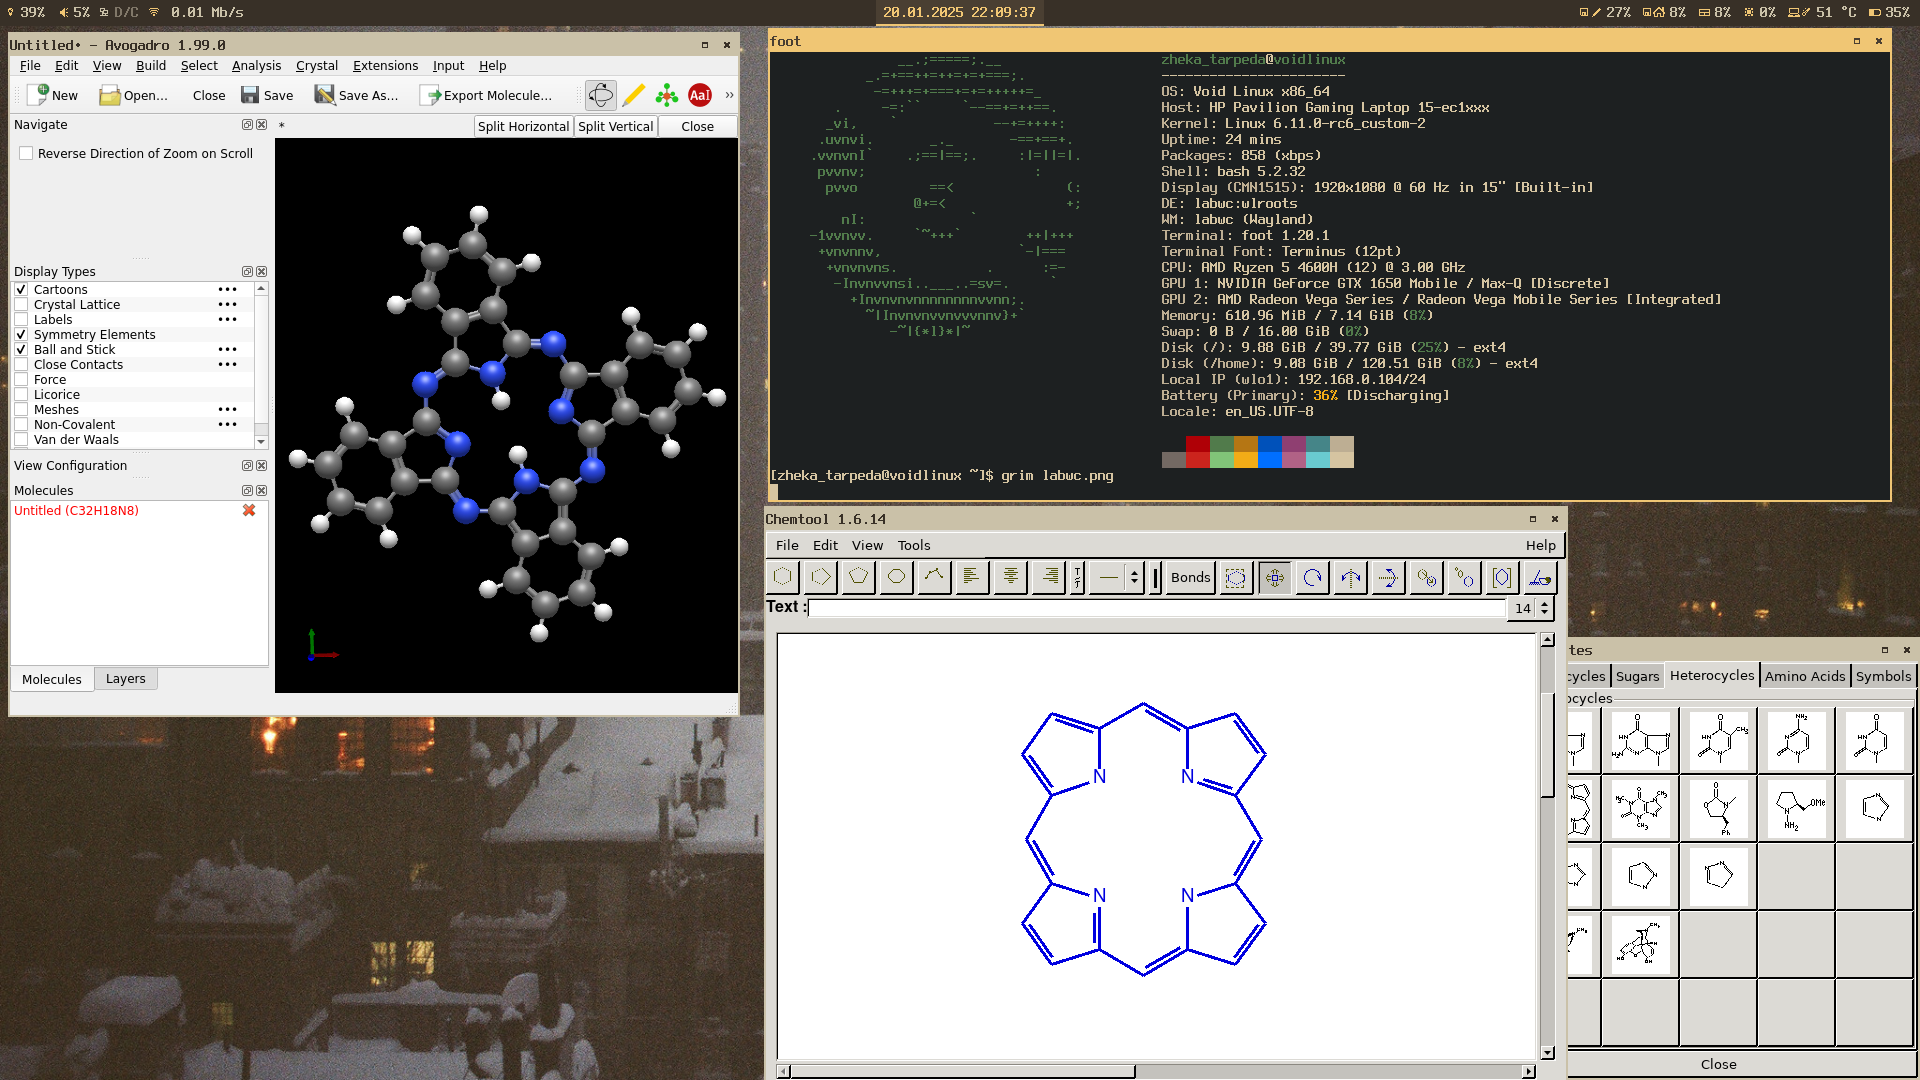 39% 5% D/C 0.01 Mb/s
20.01.2025 22:09:37
27% 8% 8% 0% 51 °C 35%
Untitled• - Avogadro 1.99.0
File Edit View Build Select Analysis Crystal Extensions Input Help
New Open... Close Save Save As... Export Molecule... AaI »
Navigate
Reverse Direction of Zoom on Scroll
* Split Horizontal Split Vertical Close
Display Types
Cartoons •••
Crystal Lattice
Labels •••
Symmetry Elements
Ball and Stick •••
Close Contacts •••
Force
Licorice
Meshes •••
Non-Covalent •••
Van der Waals
View Configuration
Molecules
Untitled (C32H18N8)
Molecules Layers
foot
zheka_tarpeda@voidlinux
-----------------------
OS: Void Linux x86_64
Host: HP Pavilion Gaming Laptop 15-ec1xxx
Kernel: Linux 6.11.0-rc6_custom-2
Uptime: 24 mins
Packages: 858 (xbps)
Shell: bash 5.2.32
Display (CMN1515): 1920x1080 @ 60 Hz in 15" [Built-in]
DE: labwc:wlroots
WM: labwc (Wayland)
Terminal: foot 1.20.1
Terminal Font: Terminus (12pt)
CPU: AMD Ryzen 5 4600H (12) @ 3.00 GHz
GPU 1: NVIDIA GeForce GTX 1650 Mobile / Max-Q [Discrete]
GPU 2: AMD Radeon Vega Series / Radeon Vega Mobile Series [Integrated]
Memory: 610.96 MiB / 7.14 GiB (8%)
Swap: 0 B / 16.00 GiB (0%)
Disk (/): 9.88 GiB / 39.77 GiB (25%) - ext4
Disk (/home): 9.08 GiB / 120.51 GiB (8%) - ext4
Local IP (wlo1): 192.168.0.104/24
Battery (Primary): 36% [Discharging]
Locale: en_US.UTF-8
[zheka_tarpeda@voidlinux ~]$ grim labwc.png
Chemtool 1.6.14
File Edit View Tools Help
Bonds
Text : 14
N N
N N
tes
cycles Sugars Heterocycles Amino Acids Symbols
ocycles
Close